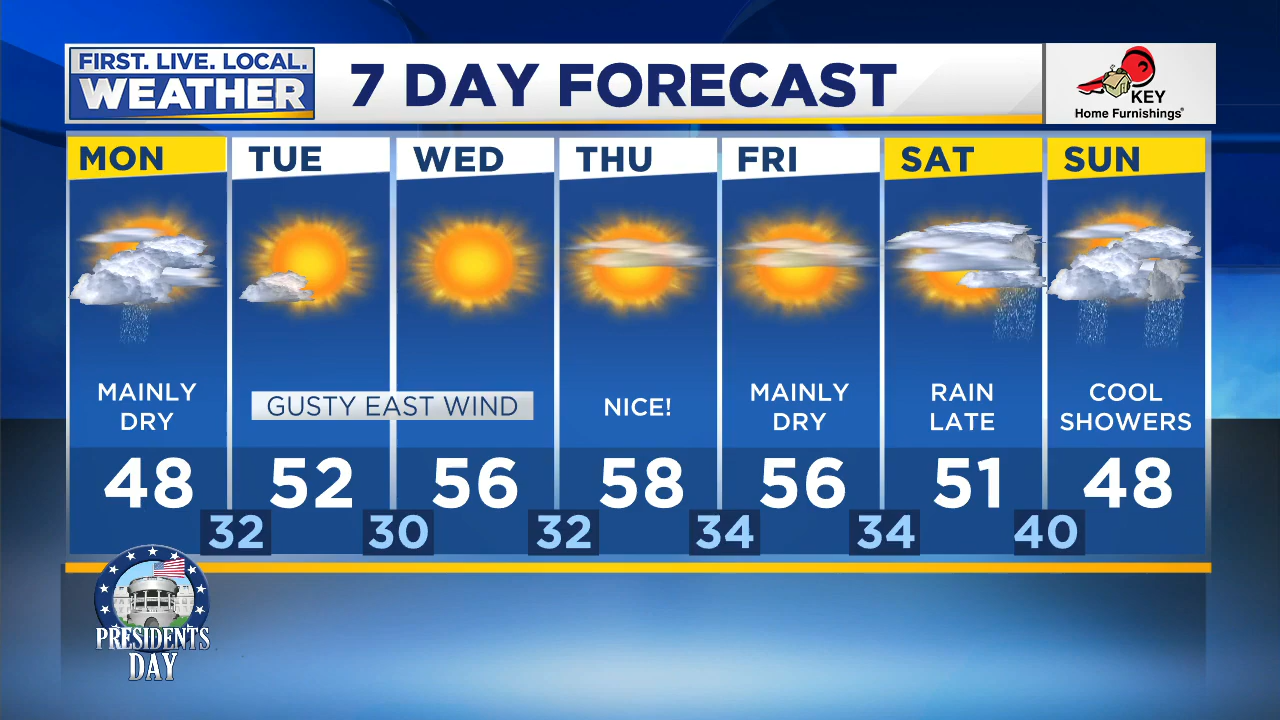 FIRST. LIVE. LOCAL.
WEATHER
7 DAY FORECAST
KEY
Home Furnishings®
MON
TUE
WED
THU
FRI
SAT
SUN
MAINLY
DRY
GUSTY EAST WIND
NICE!
MAINLY
DRY
RAIN
LATE
COOL
SHOWERS
48
52
56
58
56
51
48
32
30
32
34
34
40
PRESIDENTS
DAY